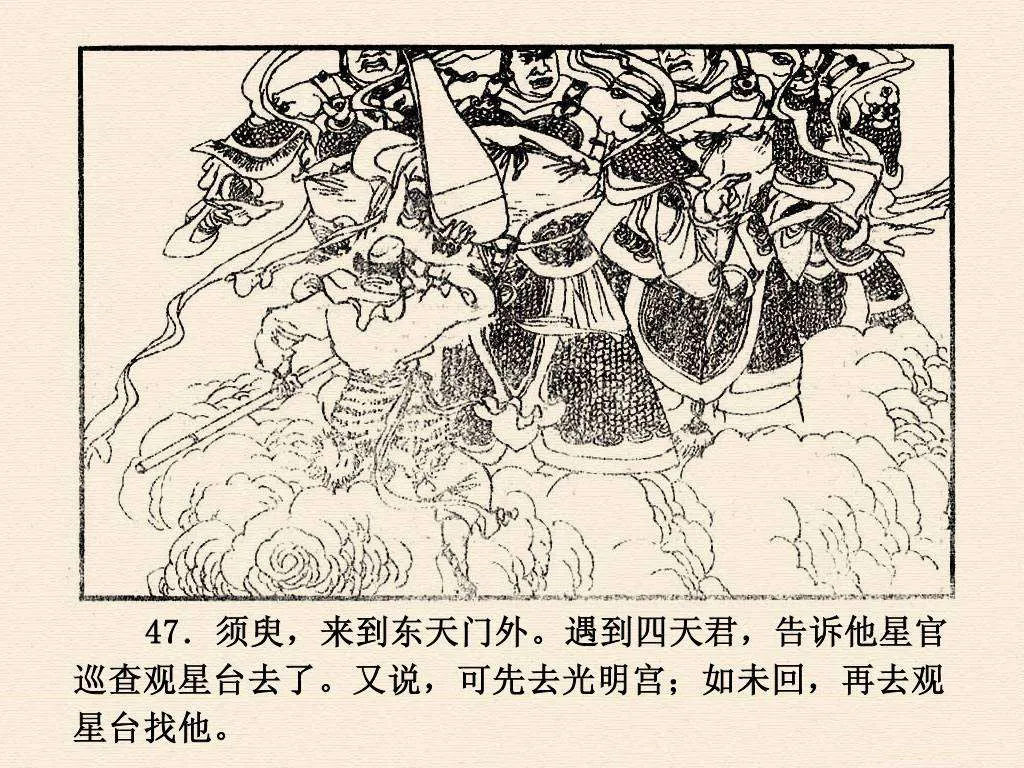 47. 须臾，来到东天门外。遇到四天君，告诉他星官
巡查观星台去了。又说，可先去光明宫；如未回，再去观
星台找他。